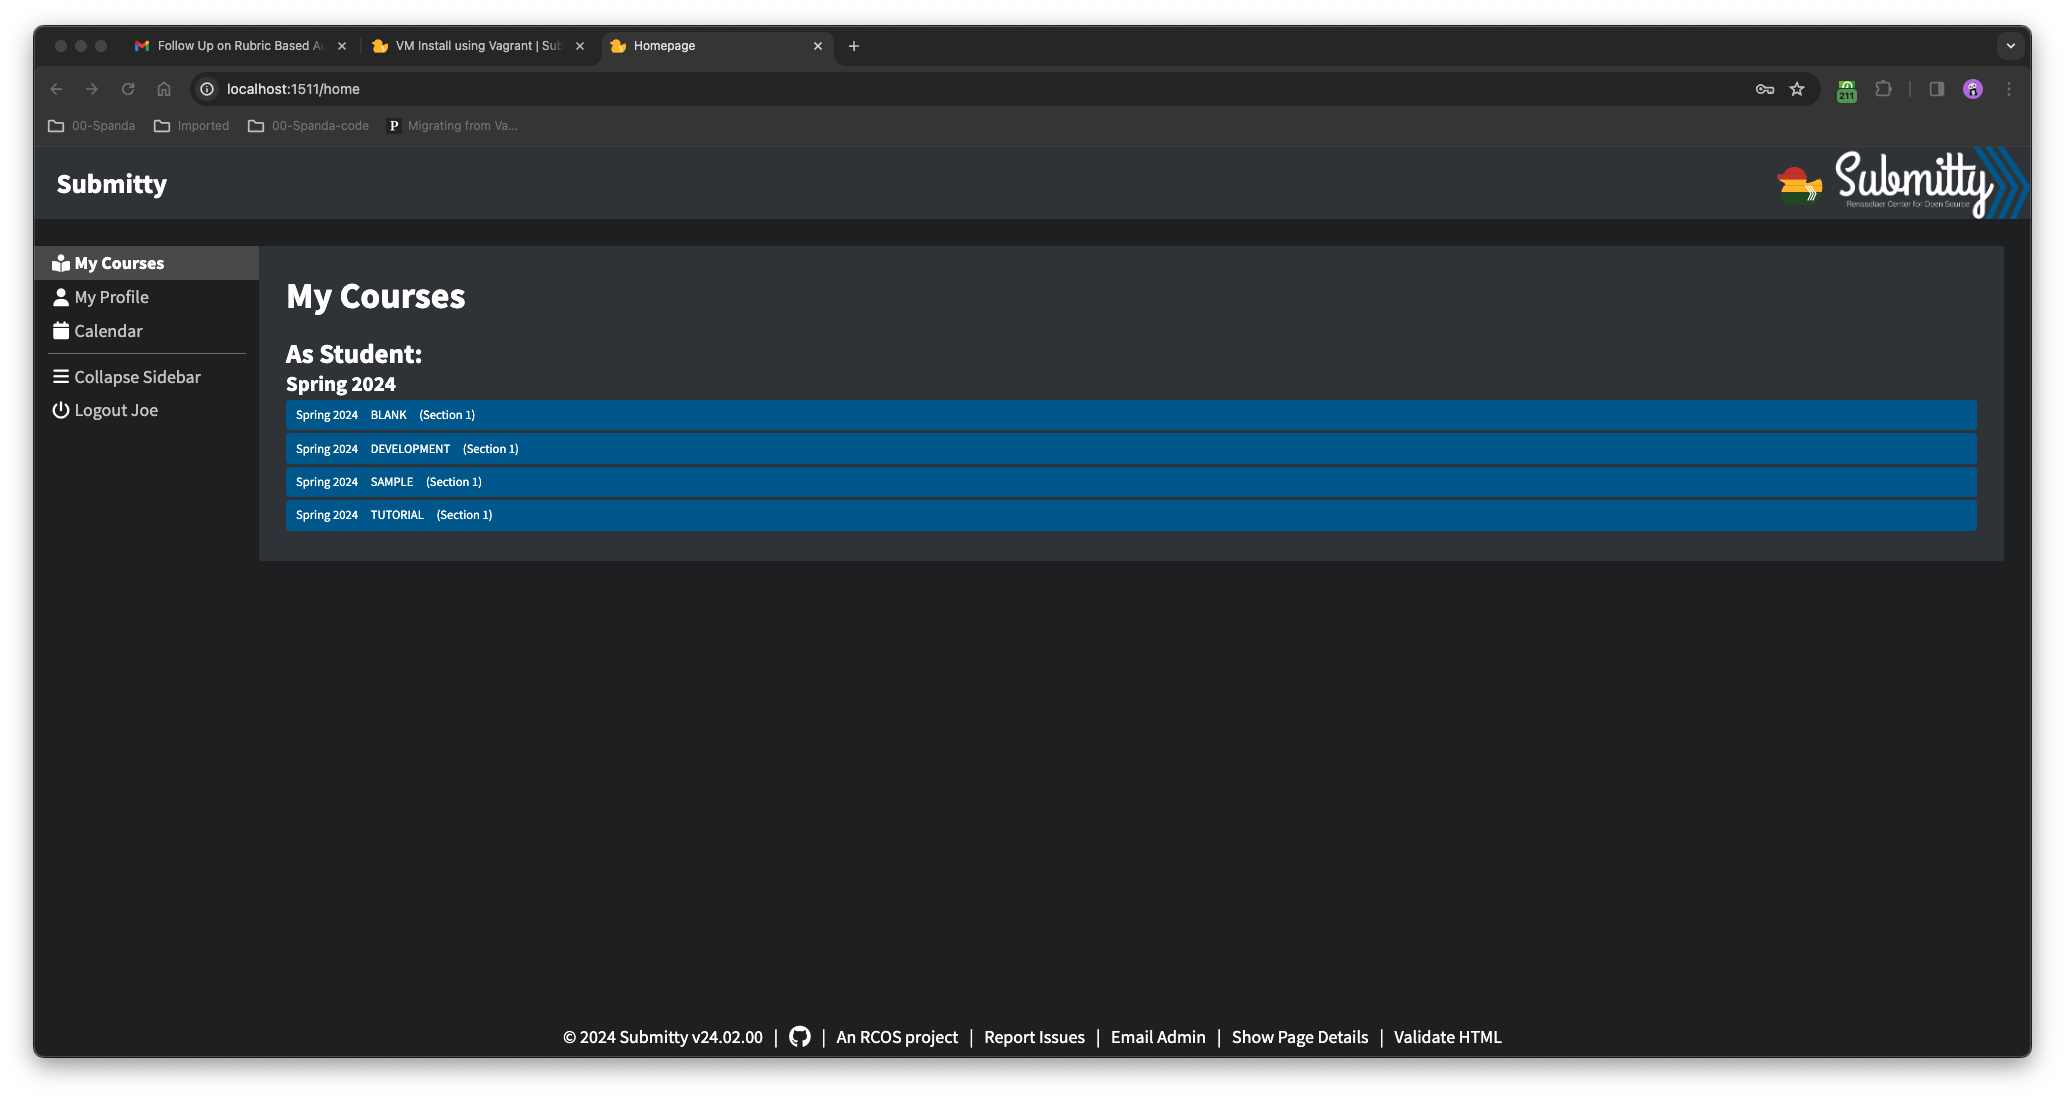 Follow Up on Rubric Based Au
VM Install using Vagrant | Sub
Homepage
localhost:1511/home
211
00-Spanda
Imported
00-Spanda-code
P
Migrating from Va...
Submitty
Submitty
Rensselaer Center for Open Source
My Courses
My Profile
Calendar
Collapse Sidebar
Logout Joe
My Courses
As Student:
Spring 2024
Spring 2024 BLANK (Section 1)
Spring 2024 DEVELOPMENT (Section 1)
Spring 2024 SAMPLE (Section 1)
Spring 2024 TUTORIAL (Section 1)
© 2024 Submitty v24.02.00 | | An RCOS project | Report Issues | Email Admin | Show Page Details | Validate HTML